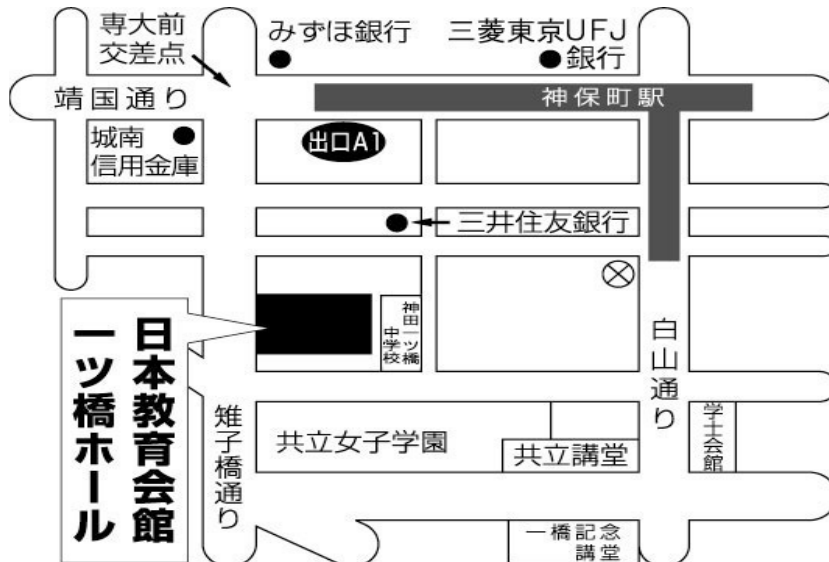 専大前
交差点
みずほ銀行
三菱東京UFJ
銀行
靖国通り
神保町駅
城南
信用金庫
出口A1
三井住友銀行
日本教育会館
一ツ橋ホール
神田一ツ橋
中学校
白山通り
雉子橋通り
共立女子学園
共立講堂
学士会館
一橋記念
講堂